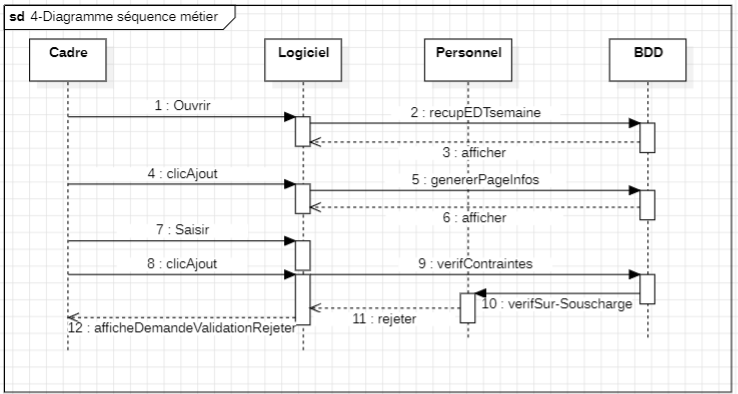 sd 4-Diagramme séquence métier
Cadre
Logiciel
Personnel
BDD
1 : Ouvrir
2 : recupEDTsemaine
3 : afficher
4 : clicAjout
5 : genererPageInfos
6 : afficher
7 : Saisir
8 : clicAjout
9 : verifContraintes
10 : verifSur-Souscharge
11 : rejeter
12 : afficheDemandeValidationRejeter